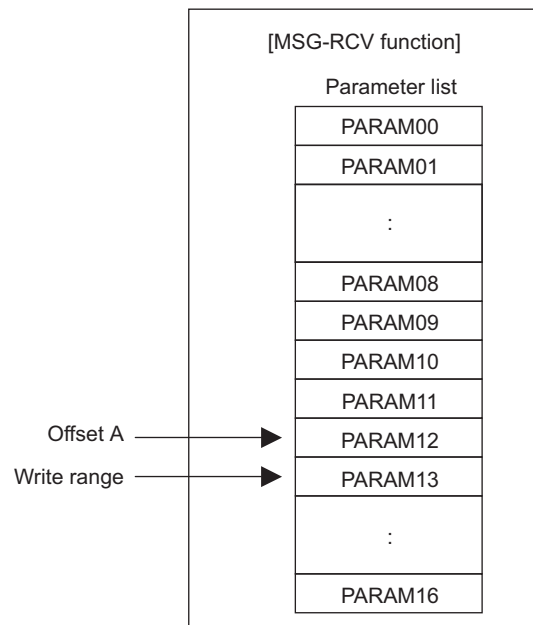 [MSG-RCV function]
Parameter list
PARAM00
PARAM01
:
PARAM08
PARAM09
PARAM10
PARAM11
Offset A
PARAM12
Write range
PARAM13
:
PARAM16